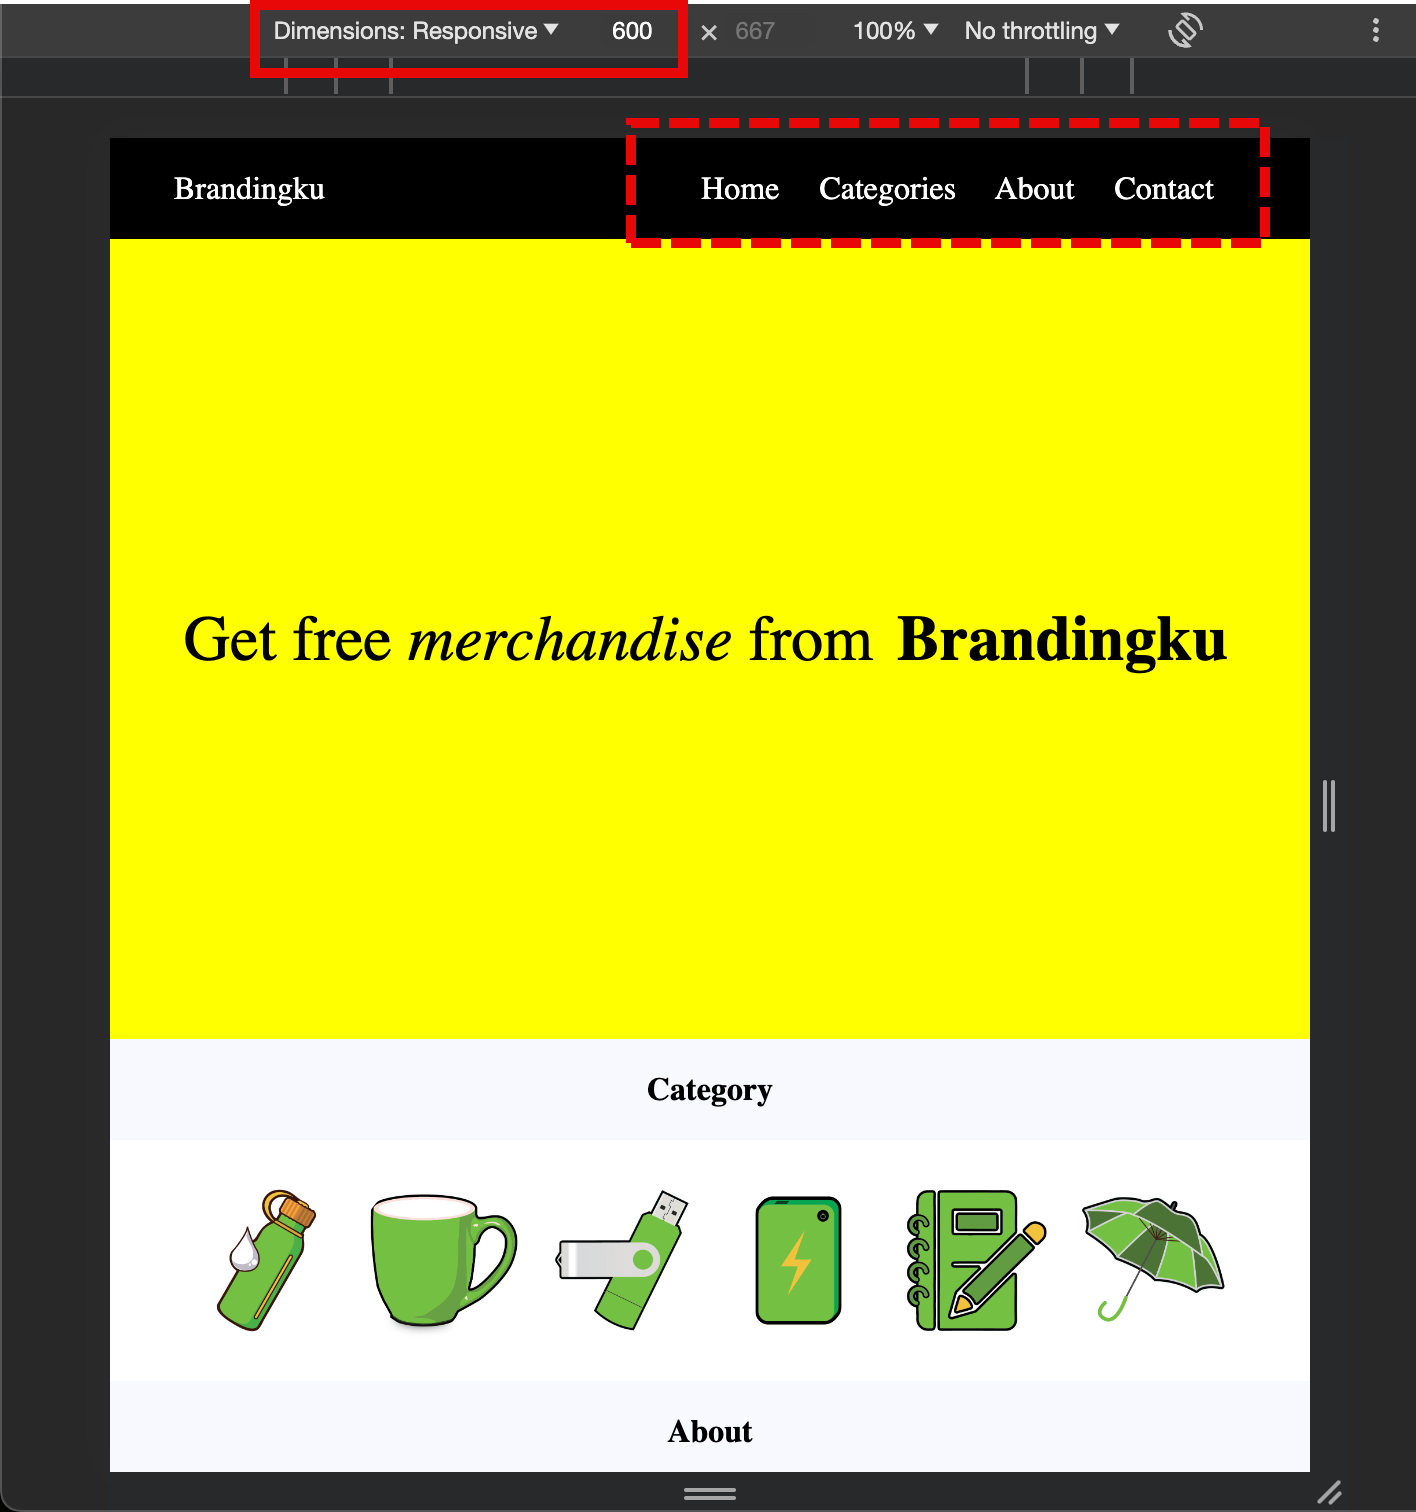 Dimensions: Responsive ▼ 600 × 667 100% ▼ No throttling ▼
Brandingku Home Categories About Contact
Get free merchandise from Brandingku
Category
About